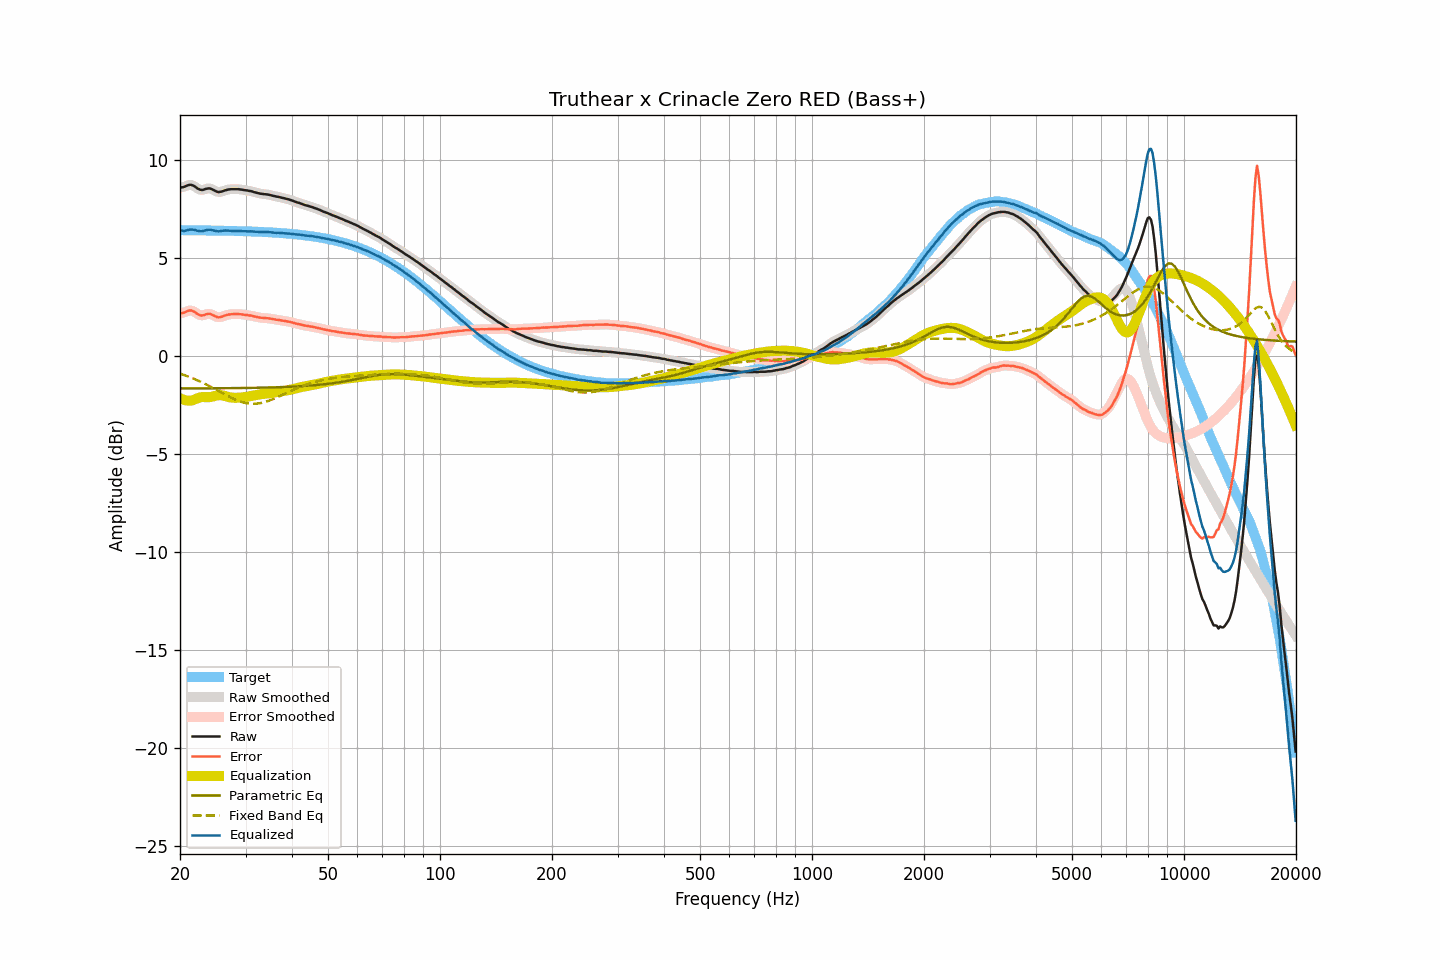 Truthear x Crinacle Zero RED (Bass+)
10
5
0
−5
−10
−15
−20
−25
Amplitude (dBr)
Target
Raw Smoothed
Error Smoothed
Raw
Error
Equalization
Parametric Eq
Fixed Band Eq
Equalized
20 50 100 200 500 1000 2000 5000 10000 20000
Frequency (Hz)